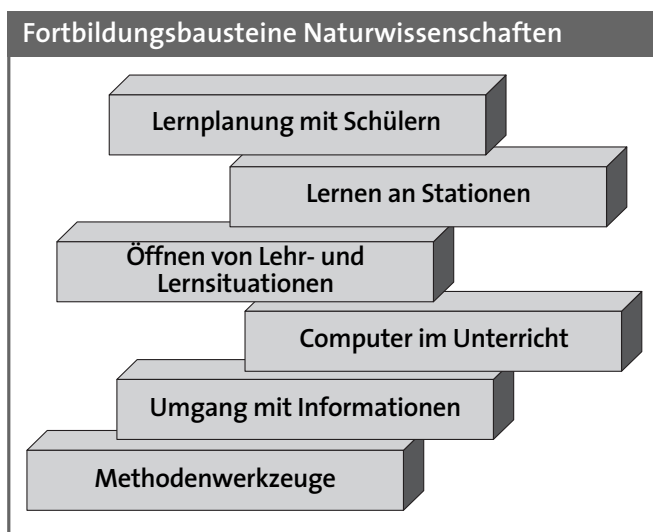 Fortbildungsbausteine Naturwissenschaften
Lernplanung mit Schülern
Lernen an Stationen
Öffnen von Lehr- und
Lernsituationen
Computer im Unterricht
Umgang mit Informationen
Methodenwerkzeuge